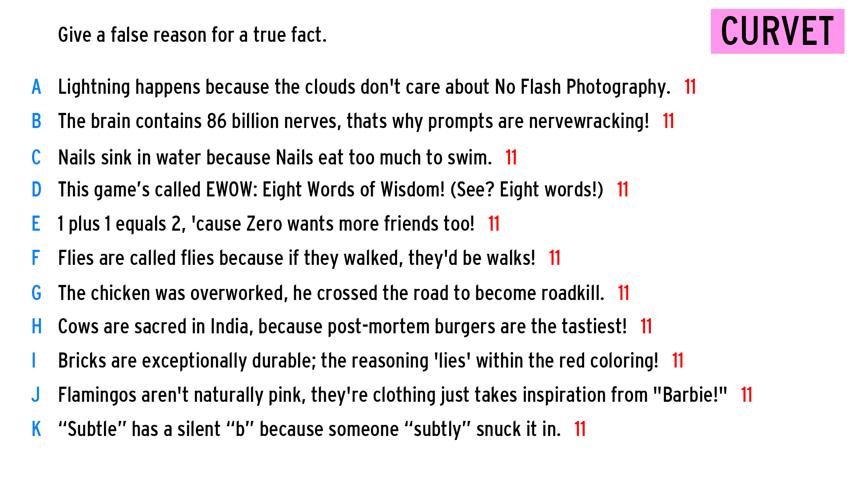 Give a false reason for a true fact.
CURVET
A Lightning happens because the clouds don't care about No Flash Photography. 11
B The brain contains 86 billion nerves, thats why prompts are nervewracking! 11
C Nails sink in water because Nails eat too much to swim. 11
D This game’s called EWOW: Eight Words of Wisdom! (See? Eight words!) 11
E 1 plus 1 equals 2, 'cause Zero wants more friends too! 11
F Flies are called flies because if they walked, they'd be walks! 11
G The chicken was overworked, he crossed the road to become roadkill. 11
H Cows are sacred in India, because post-mortem burgers are the tastiest! 11
I Bricks are exceptionally durable; the reasoning 'lies' within the red coloring! 11
J Flamingos aren't naturally pink, they're clothing just takes inspiration from "Barbie!" 11
K “Subtle” has a silent “b” because someone “subtly” snuck it in. 11